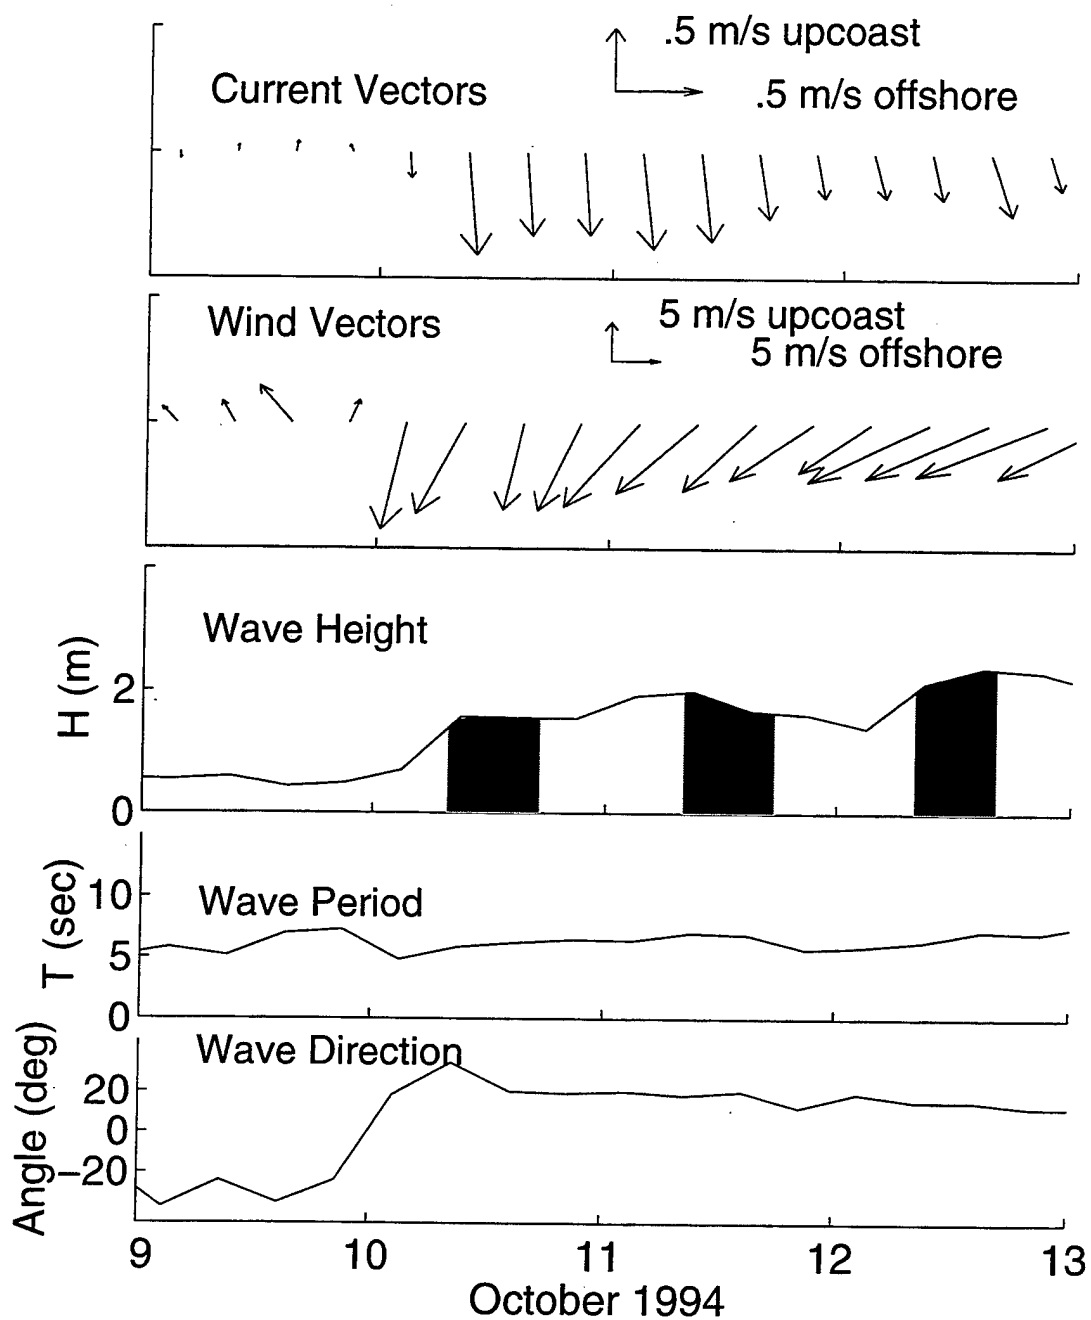 .5 m/s upcoast
Current Vectors
.5 m/s offshore
5 m/s upcoast
Wind Vectors
5 m/s offshore
Wave Height
H (m)
2
0
Wave Period
T (sec)
10
5
0
Wave Direction
Angle (deg)
20
0
−20
9 10 11 12 13
October 1994